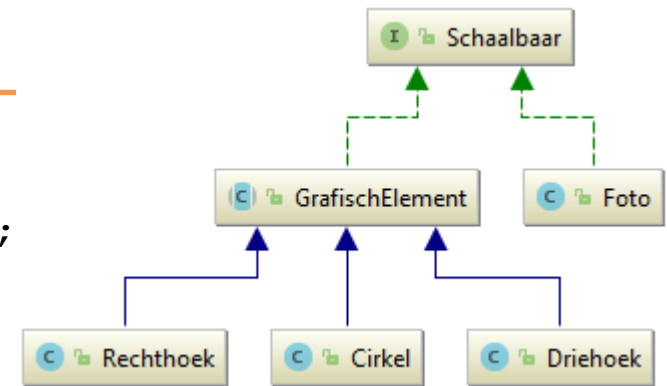 I Schaalbaar
C GrafischElement
C Foto
;
C Rechthoek
C Cirkel
C Driehoek